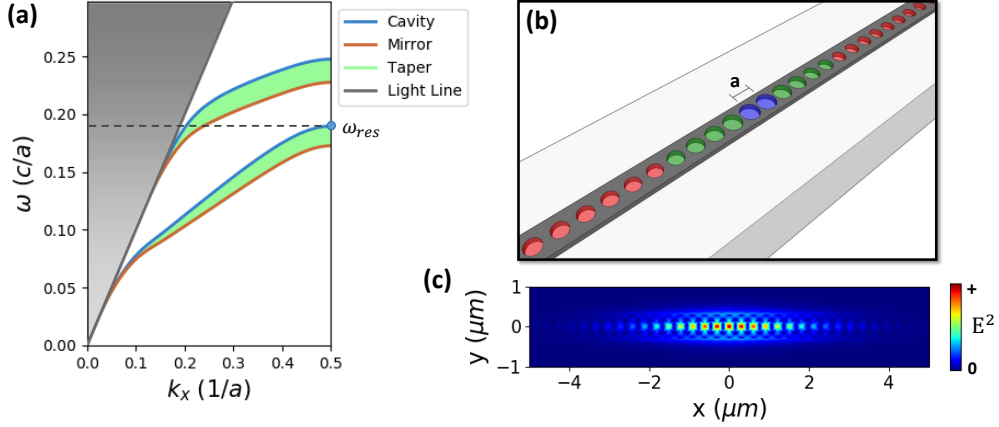 (a)
Cavity
Mirror
Taper
Light Line
0.25
0.20
0.15
0.10
0.05
0.00
ω (c/a)
ω_res
0.0 0.1 0.2 0.3 0.4 0.5
k_x (1/a)
(b)
a
(c)
1
0
−1
y (μm)
−4 −2 0 2 4
x (μm)
+
E²
0